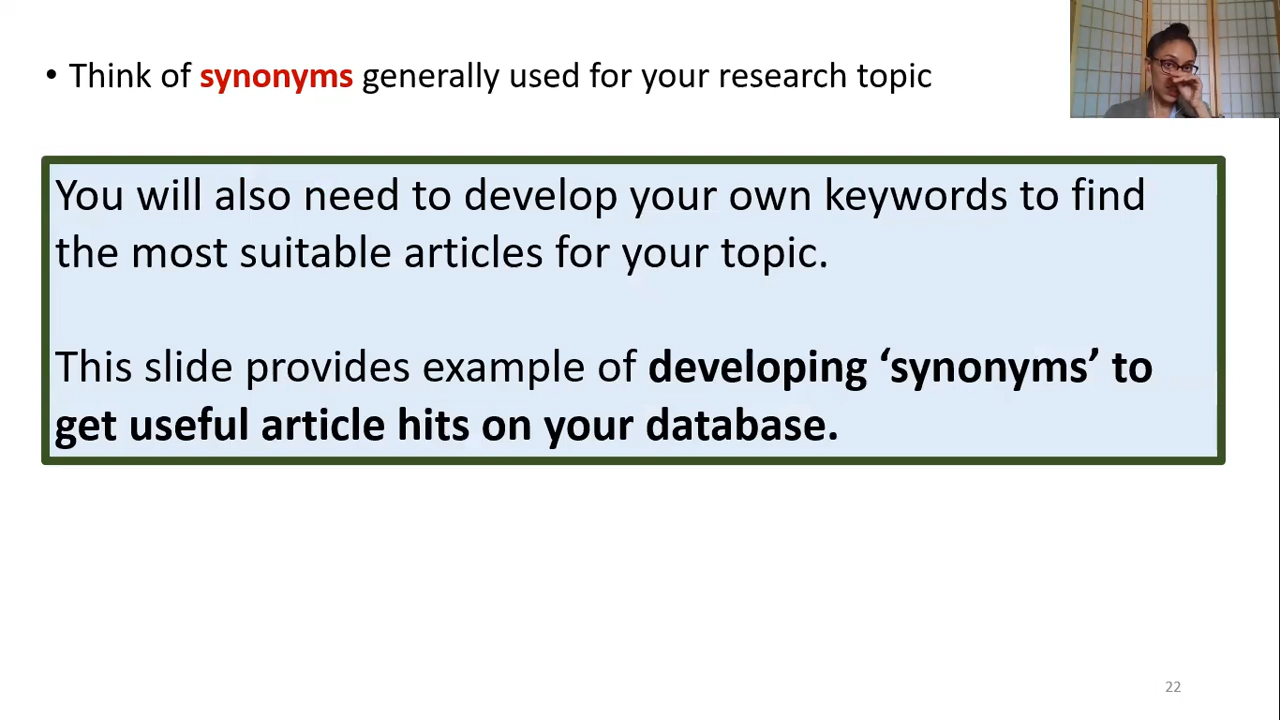 • Think of synonyms generally used for your research topic
You will also need to develop your own keywords to find
the most suitable articles for your topic.
This slide provides example of developing ‘synonyms’ to
get useful article hits on your database.
22